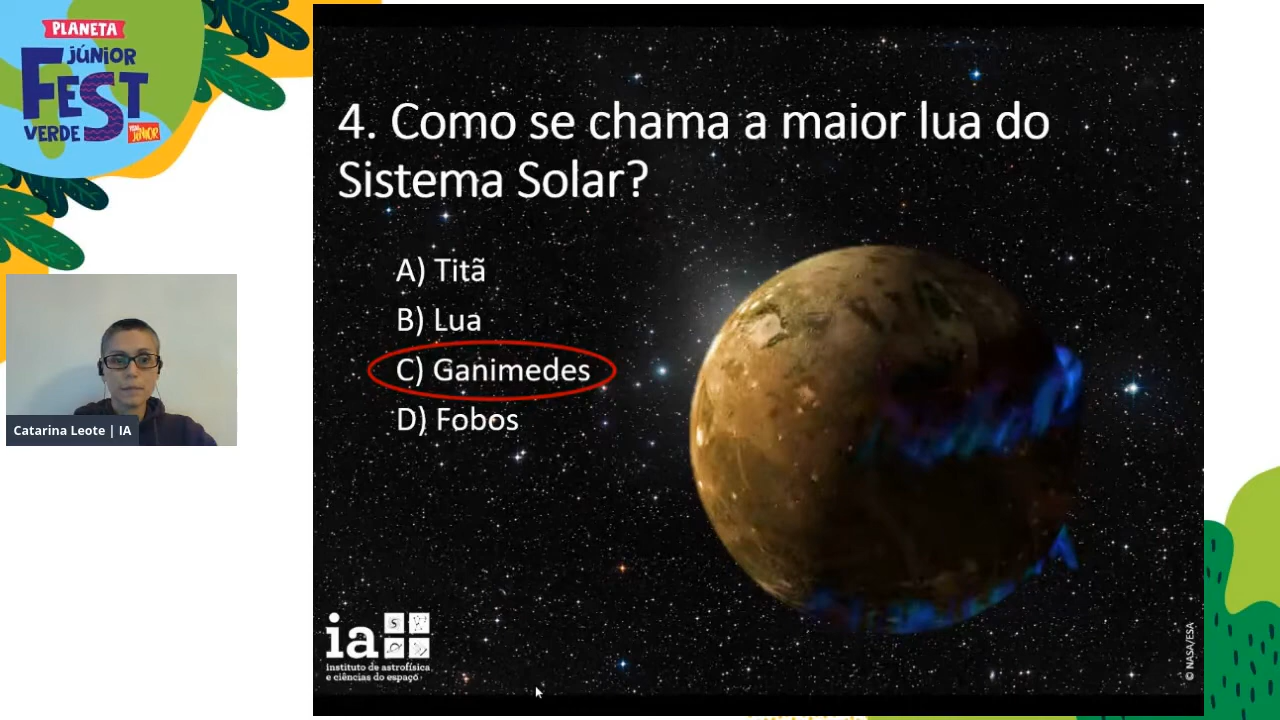 PLANETA
JÚNIOR
FEST
VERDE
VISÃO
JÚNIOR
4. Como se chama a maior lua do
Sistema Solar?
A) Titã
B) Lua
C) Ganimedes
D) Fobos
Catarina Leote | IA
ia
instituto de astrofísica
e ciências do espaço
© NASA/ESA